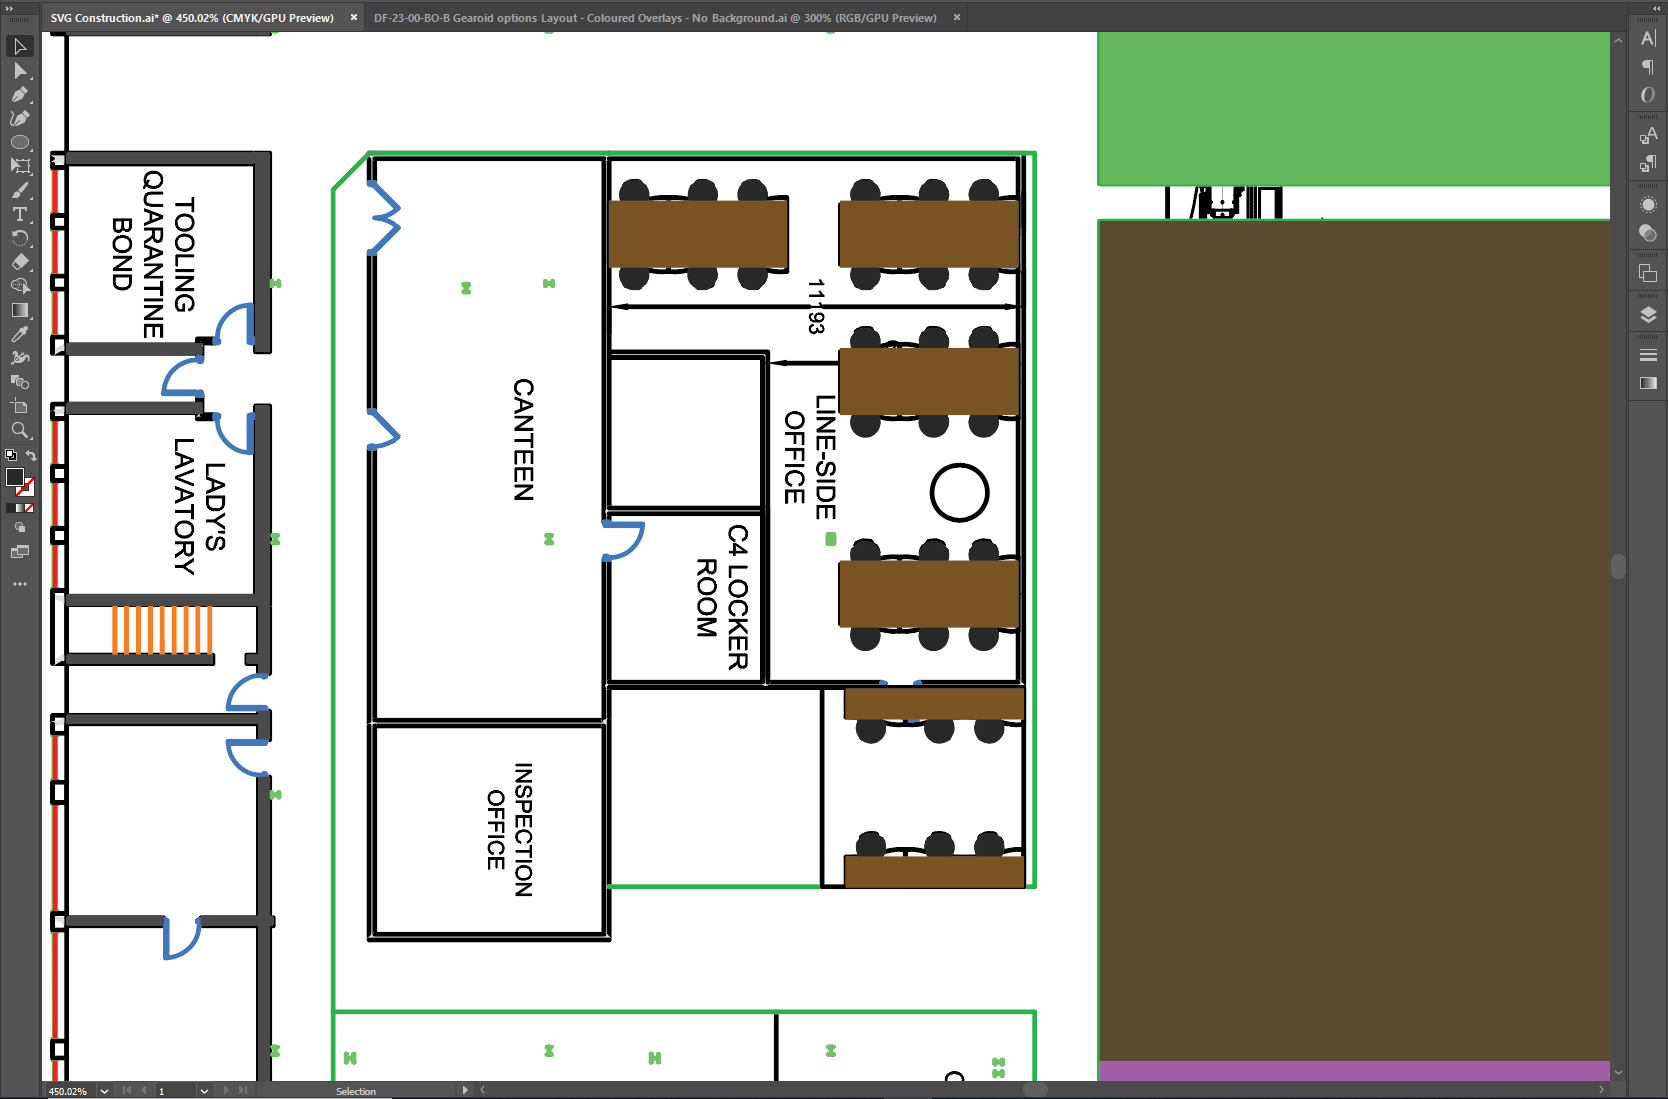 SVG Construction.ai* @ 450.02% (CMYK/GPU Preview) ×
DF-23-00-BO-B Gearoid options Layout - Coloured Overlays - No Background.ai @ 300% (RGB/GPU Preview) ×
TOOLING
QUARANTINE
BOND
LADY'S
LAVATORY
CANTEEN
INSPECTION
OFFICE
11193
LINE-SIDE
OFFICE
C4 LOCKER
ROOM
450.02%
1
Selection